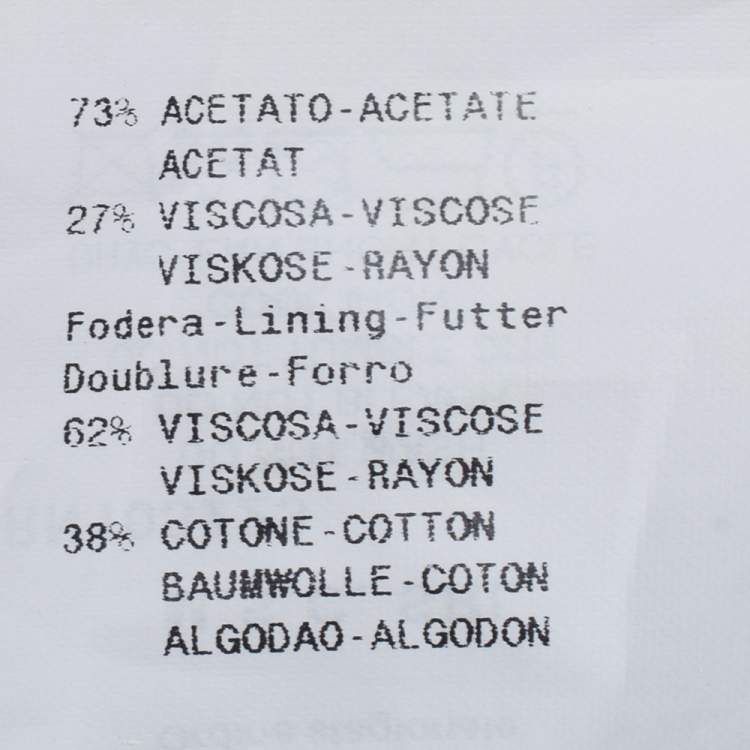 73% ACETATO-ACETATE
ACETAT
27% VISCOSA-VISCOSE
VISKOSE-RAYON
Fodera-Lining-Futter
Doublure-Forro
62% VISCOSA-VISCOSE
VISKOSE-RAYON
38% COTONE-COTTON
BAUMWOLLE-COTON
ALGODAO-ALGODON